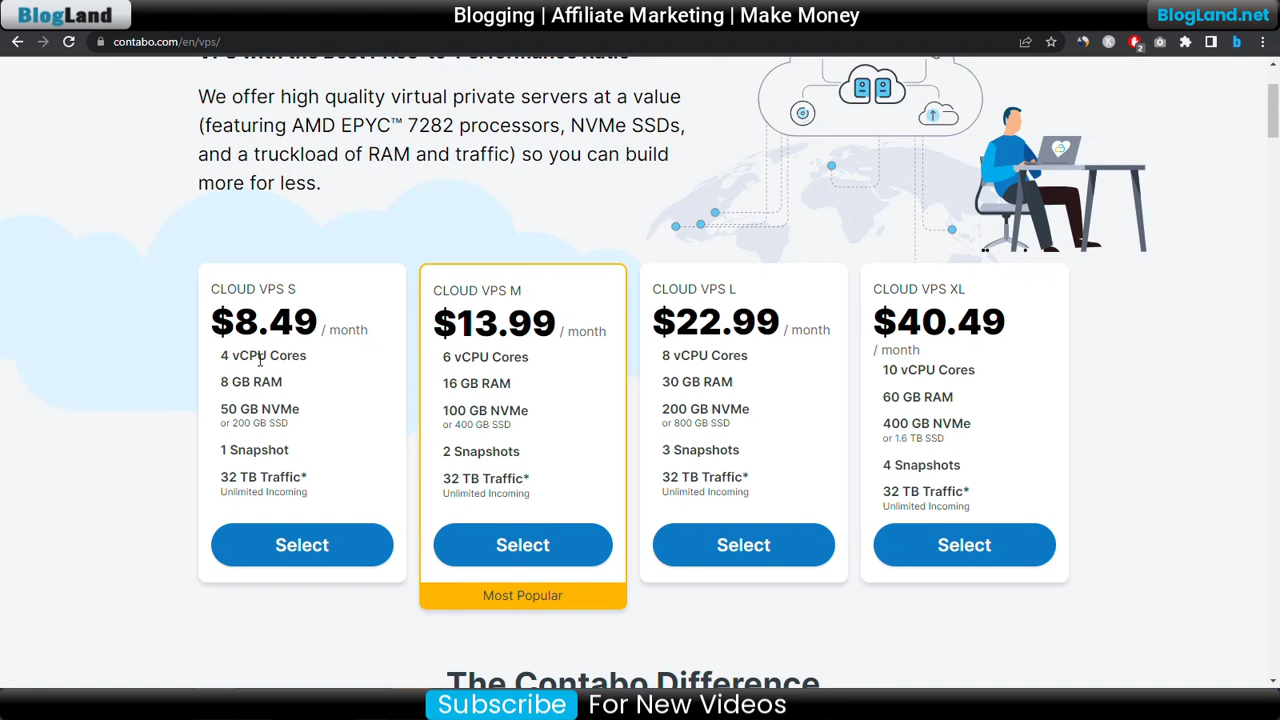 BlogLand
Blogging | Affiliate Marketing | Make Money
BlogLand.net
contabo.com/en/vps/
2
b
We offer high quality virtual private servers at a value
(featuring AMD EPYC™ 7282 processors, NVMe SSDs,
and a truckload of RAM and traffic) so you can build
more for less.
CLOUD VPS S
$8.49 / month
4 vCPU Cores
8 GB RAM
50 GB NVMe
or 200 GB SSD
1 Snapshot
32 TB Traffic*
Unlimited Incoming
Select
CLOUD VPS M
$13.99 / month
6 vCPU Cores
16 GB RAM
100 GB NVMe
or 400 GB SSD
2 Snapshots
32 TB Traffic*
Unlimited Incoming
Select
Most Popular
CLOUD VPS L
$22.99 / month
8 vCPU Cores
30 GB RAM
200 GB NVMe
or 800 GB SSD
3 Snapshots
32 TB Traffic*
Unlimited Incoming
Select
CLOUD VPS XL
$40.49
/ month
10 vCPU Cores
60 GB RAM
400 GB NVMe
or 1.6 TB SSD
4 Snapshots
32 TB Traffic*
Unlimited Incoming
Select
The Contabo Difference
Subscribe For New Videos